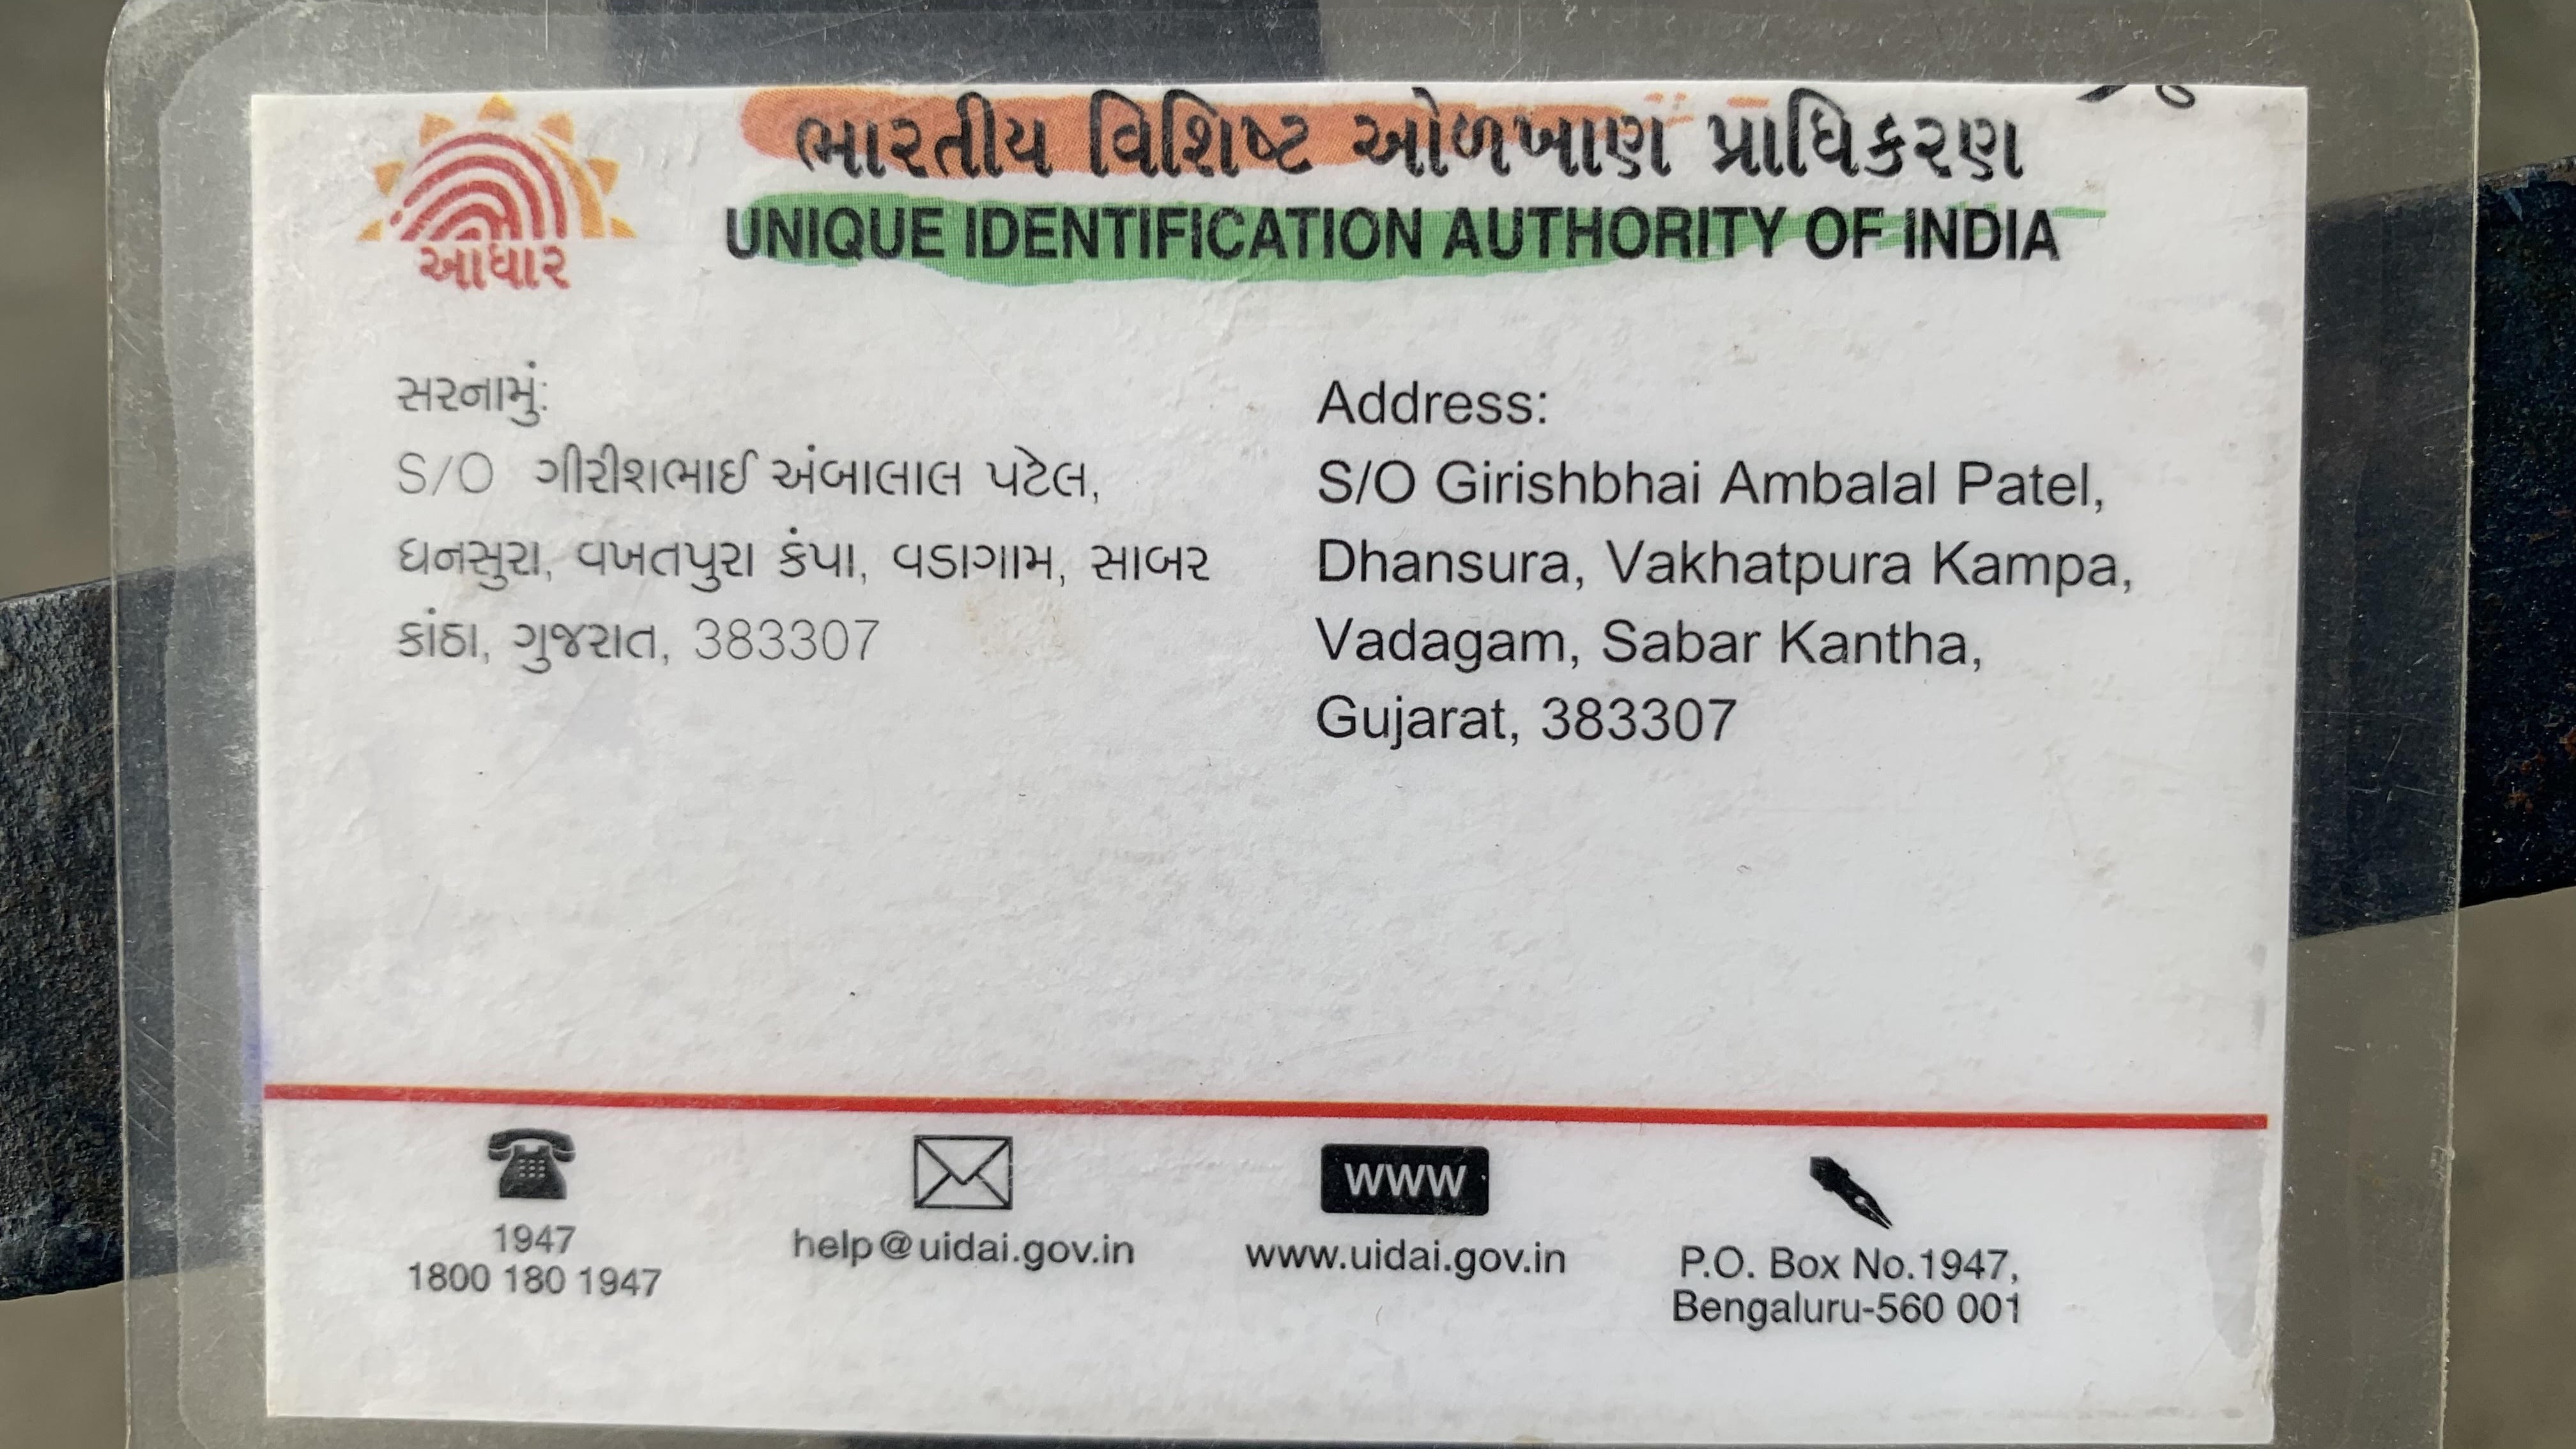 ભારતીય વિશિષ્ટ ઓળખાણ પ્રાધિકરણ
UNIQUE IDENTIFICATION AUTHORITY OF INDIA
આધાર
સરનામું:
S/O ગીરીશભાઈ અંબાલાલ પટેલ,
ધનસુરા, વખતપુરા કંપા, વડાગામ, સાબર
કાંઠા, ગુજરાત, 383307
Address:
S/O Girishbhai Ambalal Patel,
Dhansura, Vakhatpura Kampa,
Vadagam, Sabar Kantha,
Gujarat, 383307
1947
1800 180 1947
help@uidai.gov.in
WWW
www.uidai.gov.in
P.O. Box No.1947,
Bengaluru-560 001